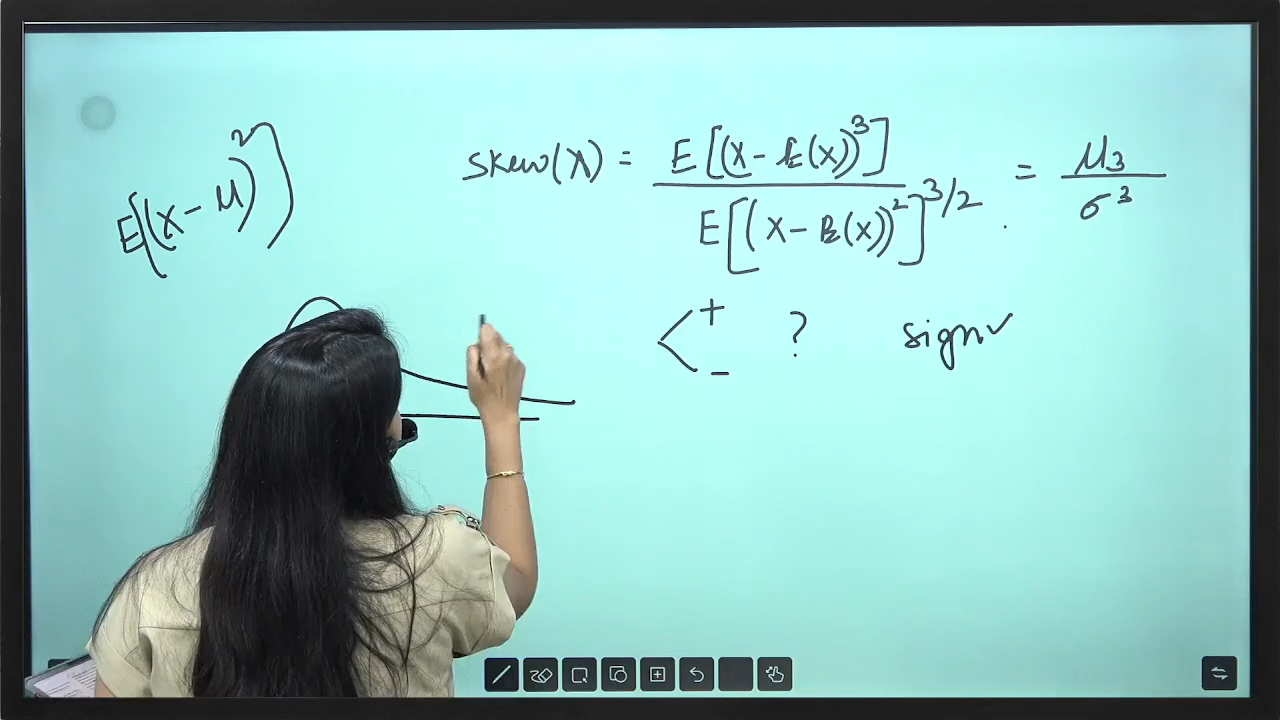 E[(X - μ)²]
skew(X) = E[(X - E(X))³] / E[(X - E(X))²]^3/2 = μ₃ / σ³
< + - ? sign✓